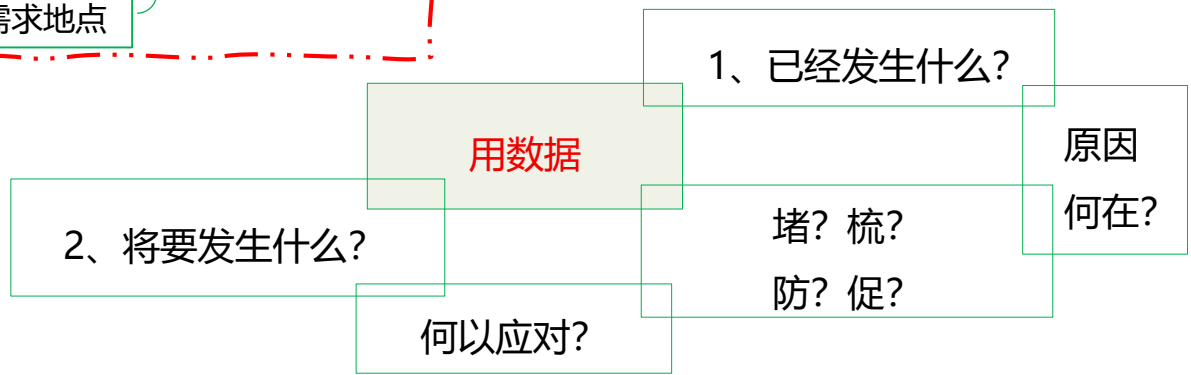 需求地点
1、已经发生什么？
用数据
原因
何在？
2、将要发生什么？
堵？梳？
防？促？
何以应对？